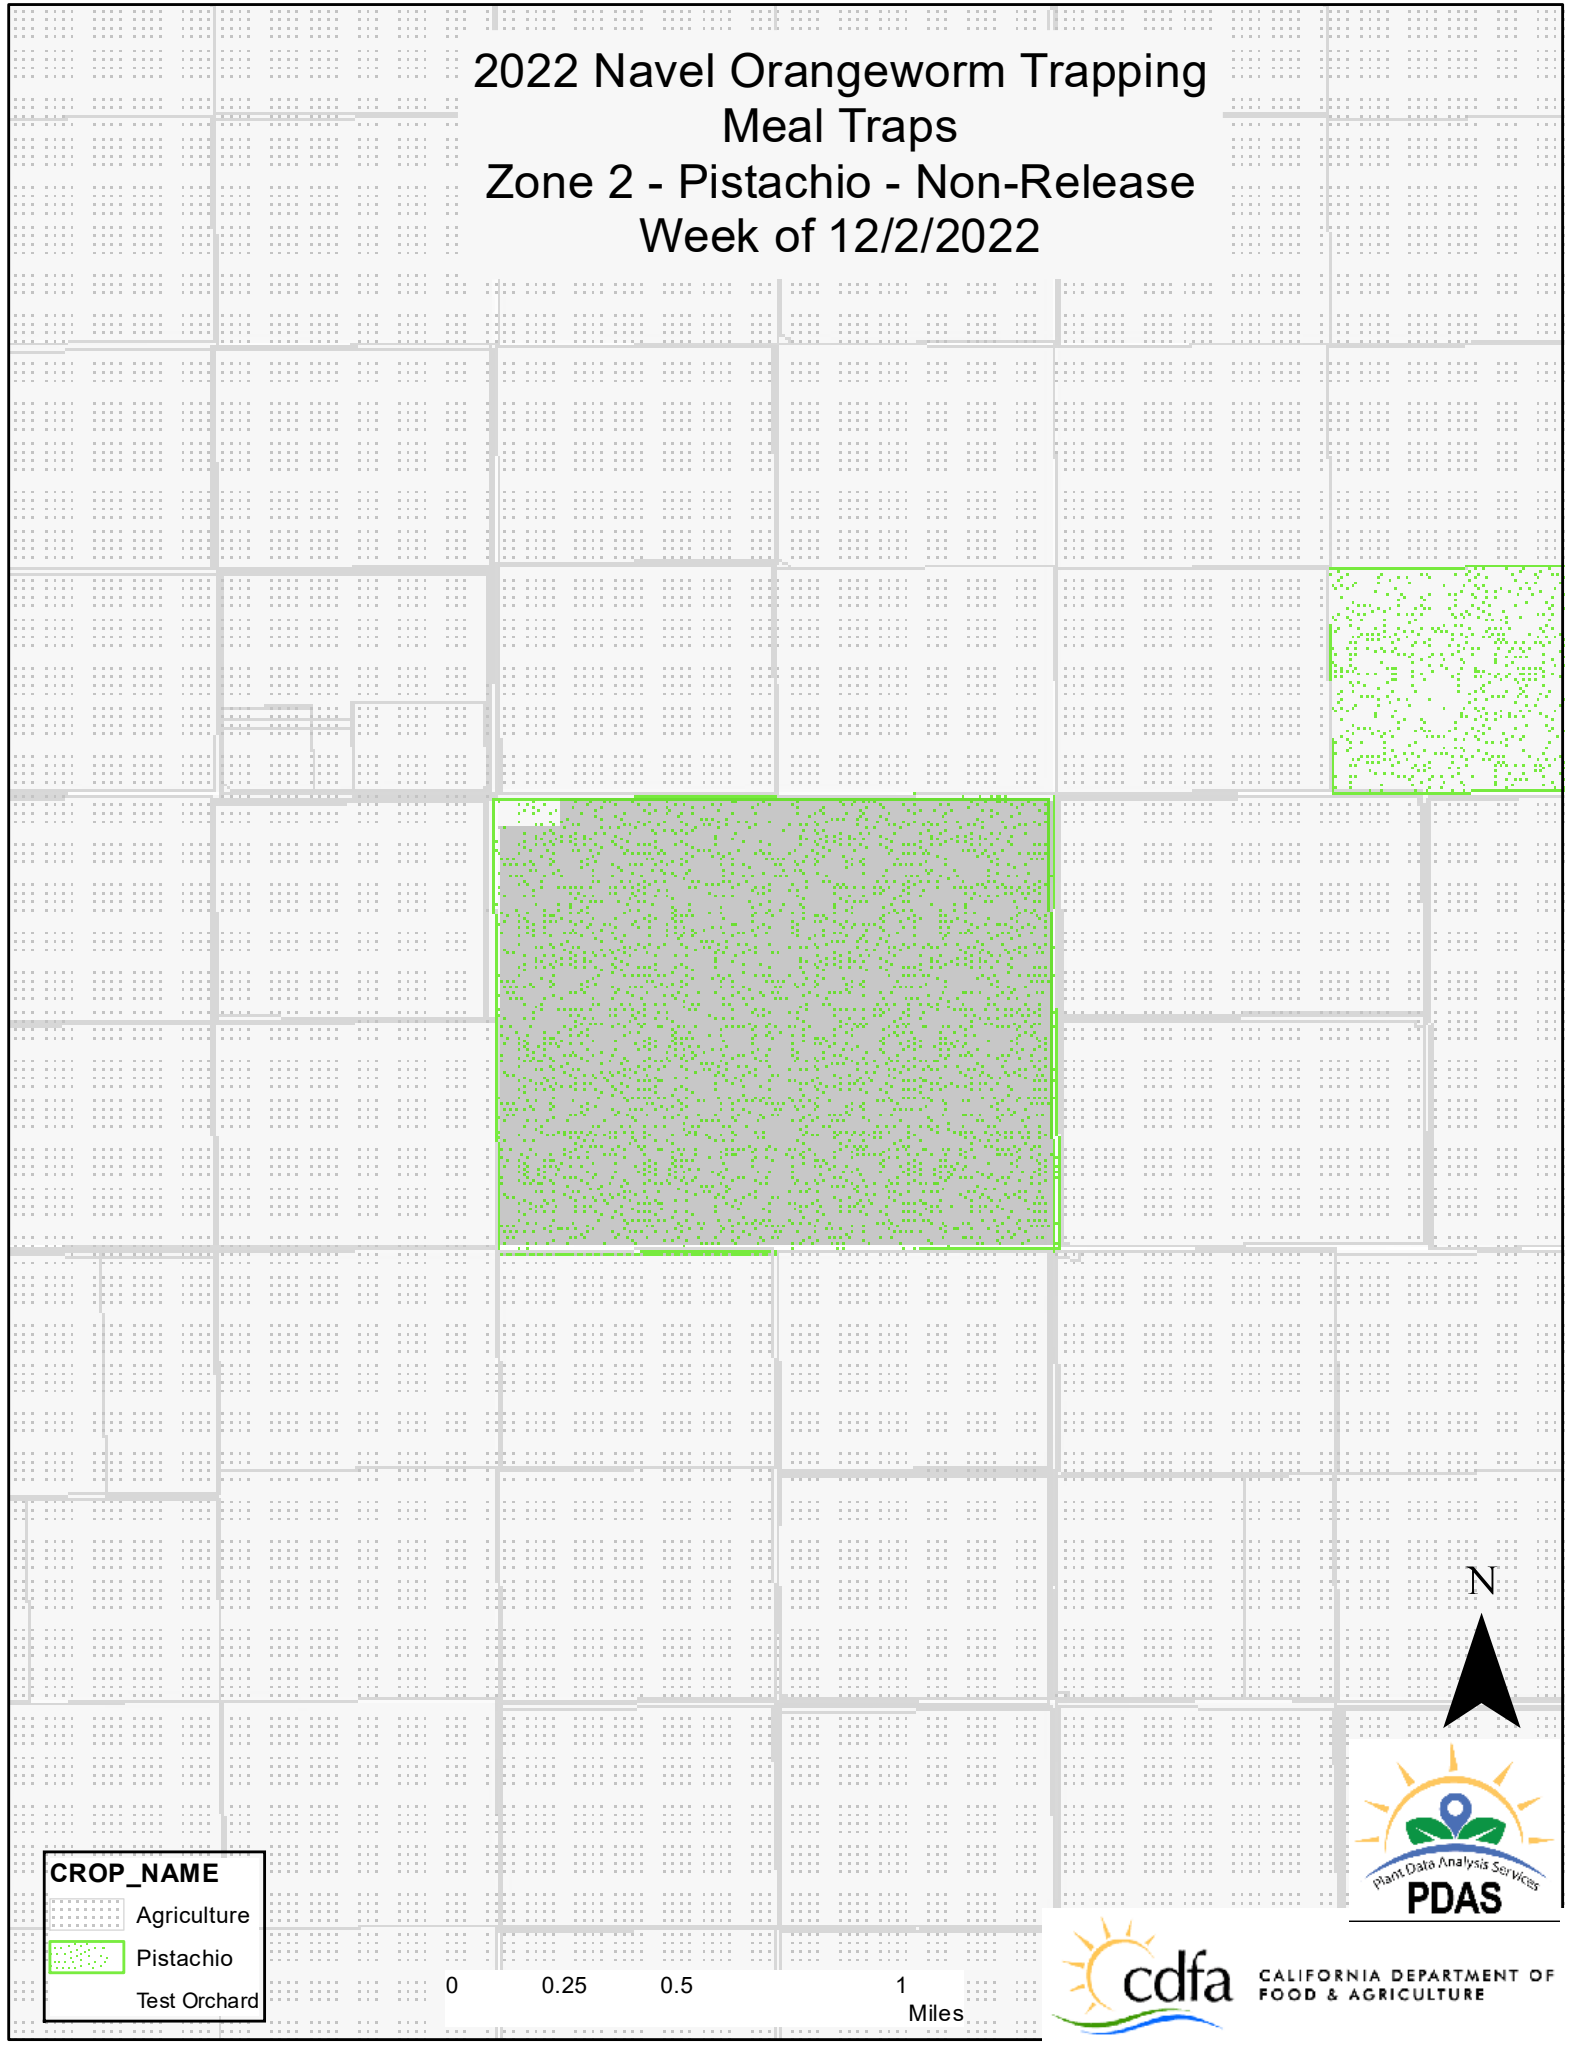 2022 Navel Orangeworm Trapping
Meal Traps
Zone 2 - Pistachio - Non-Release
Week of 12/2/2022
N
Plant Data Analysis Services
PDAS
CROP_NAME
Agriculture
Pistachio
Test Orchard
0 0.25 0.5 1
Miles
cdfa
CALIFORNIA DEPARTMENT OF
FOOD & AGRICULTURE